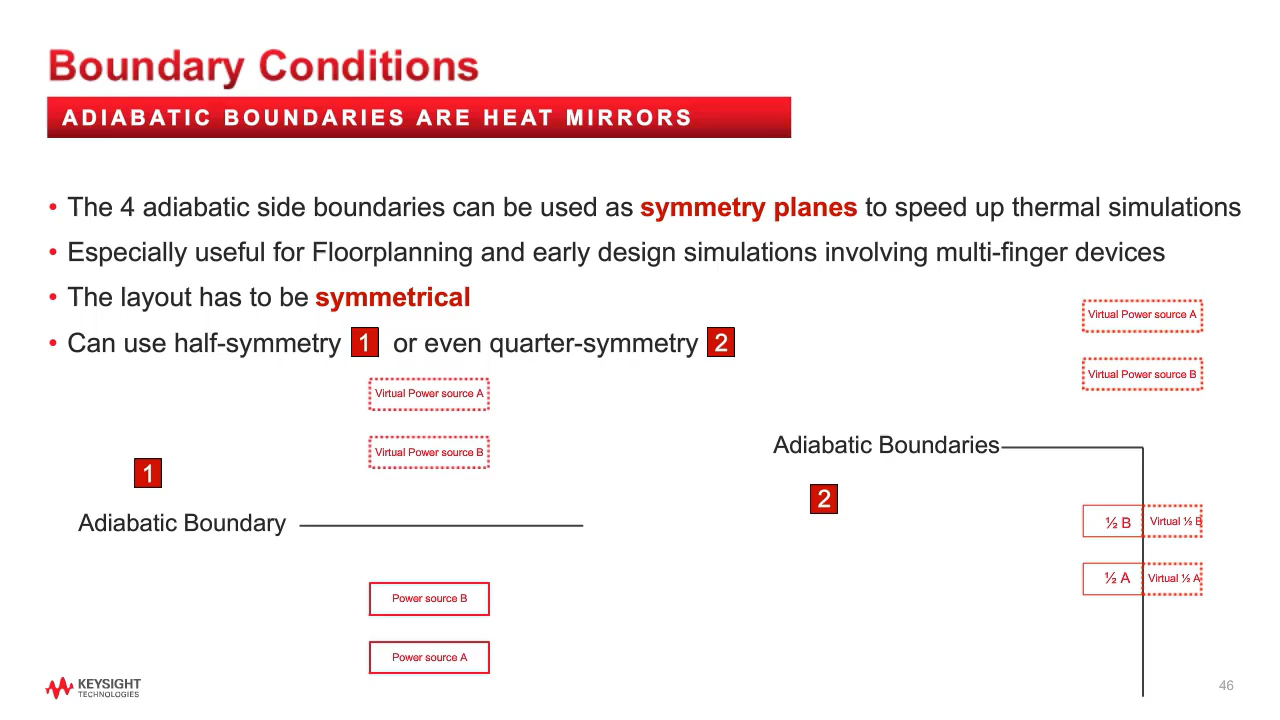 Boundary Conditions
ADIABATIC BOUNDARIES ARE HEAT MIRRORS
• The 4 adiabatic side boundaries can be used as symmetry planes to speed up thermal simulations
• Especially useful for Floorplanning and early design simulations involving multi-finger devices
• The layout has to be symmetrical
• Can use half-symmetry 1 or even quarter-symmetry 2
Virtual Power source A
Virtual Power source B
1
Adiabatic Boundary
Power source B
Power source A
Virtual Power source A
Virtual Power source B
Adiabatic Boundaries
2
½ B Virtual ½ B
½ A Virtual ½ A
KEYSIGHT
TECHNOLOGIES
46